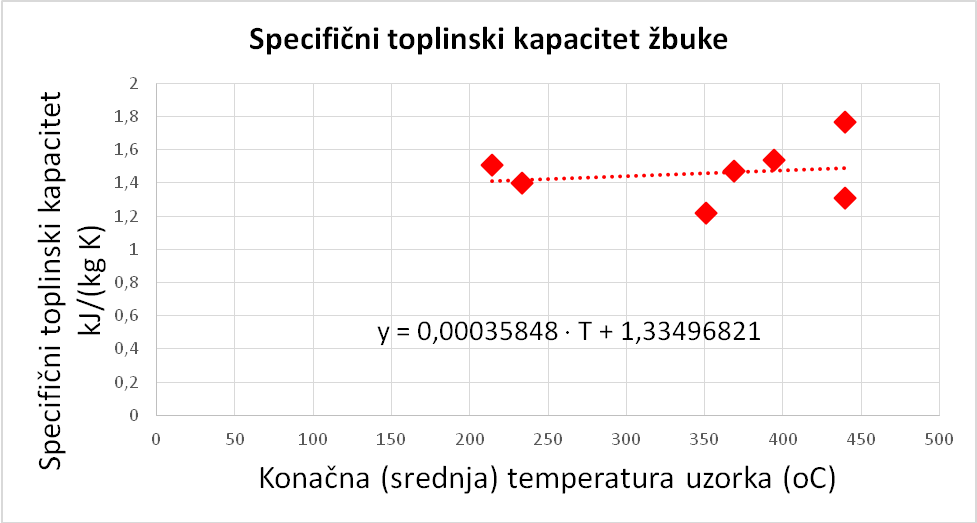 Specifični toplinski kapacitet žbuke
Specifični toplinski kapacitet
kJ/(kg K)
2
1,8
1,6
1,4
1,2
1
0,8
0,6
0,4
0,2
0
y = 0,00035848 · T + 1,33496821
0 50 100 150 200 250 300 350 400 450 500
Konačna (srednja) temperatura uzorka (oC)